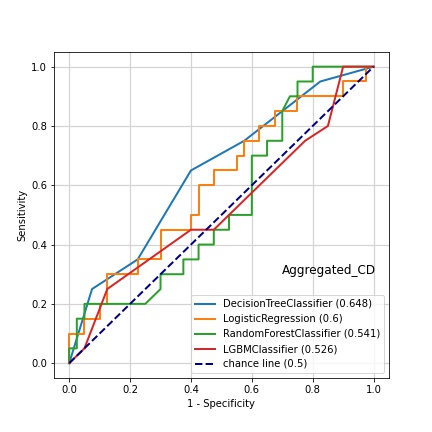 1.0
0.8
0.6
0.4
0.2
0.0
Sensitivity
Aggregated_CD
DecisionTreeClassifier (0.648)
LogisticRegression (0.6)
RandomForestClassifier (0.541)
LGBMClassifier (0.526)
chance line (0.5)
0.0 0.2 0.4 0.6 0.8 1.0
1 - Specificity